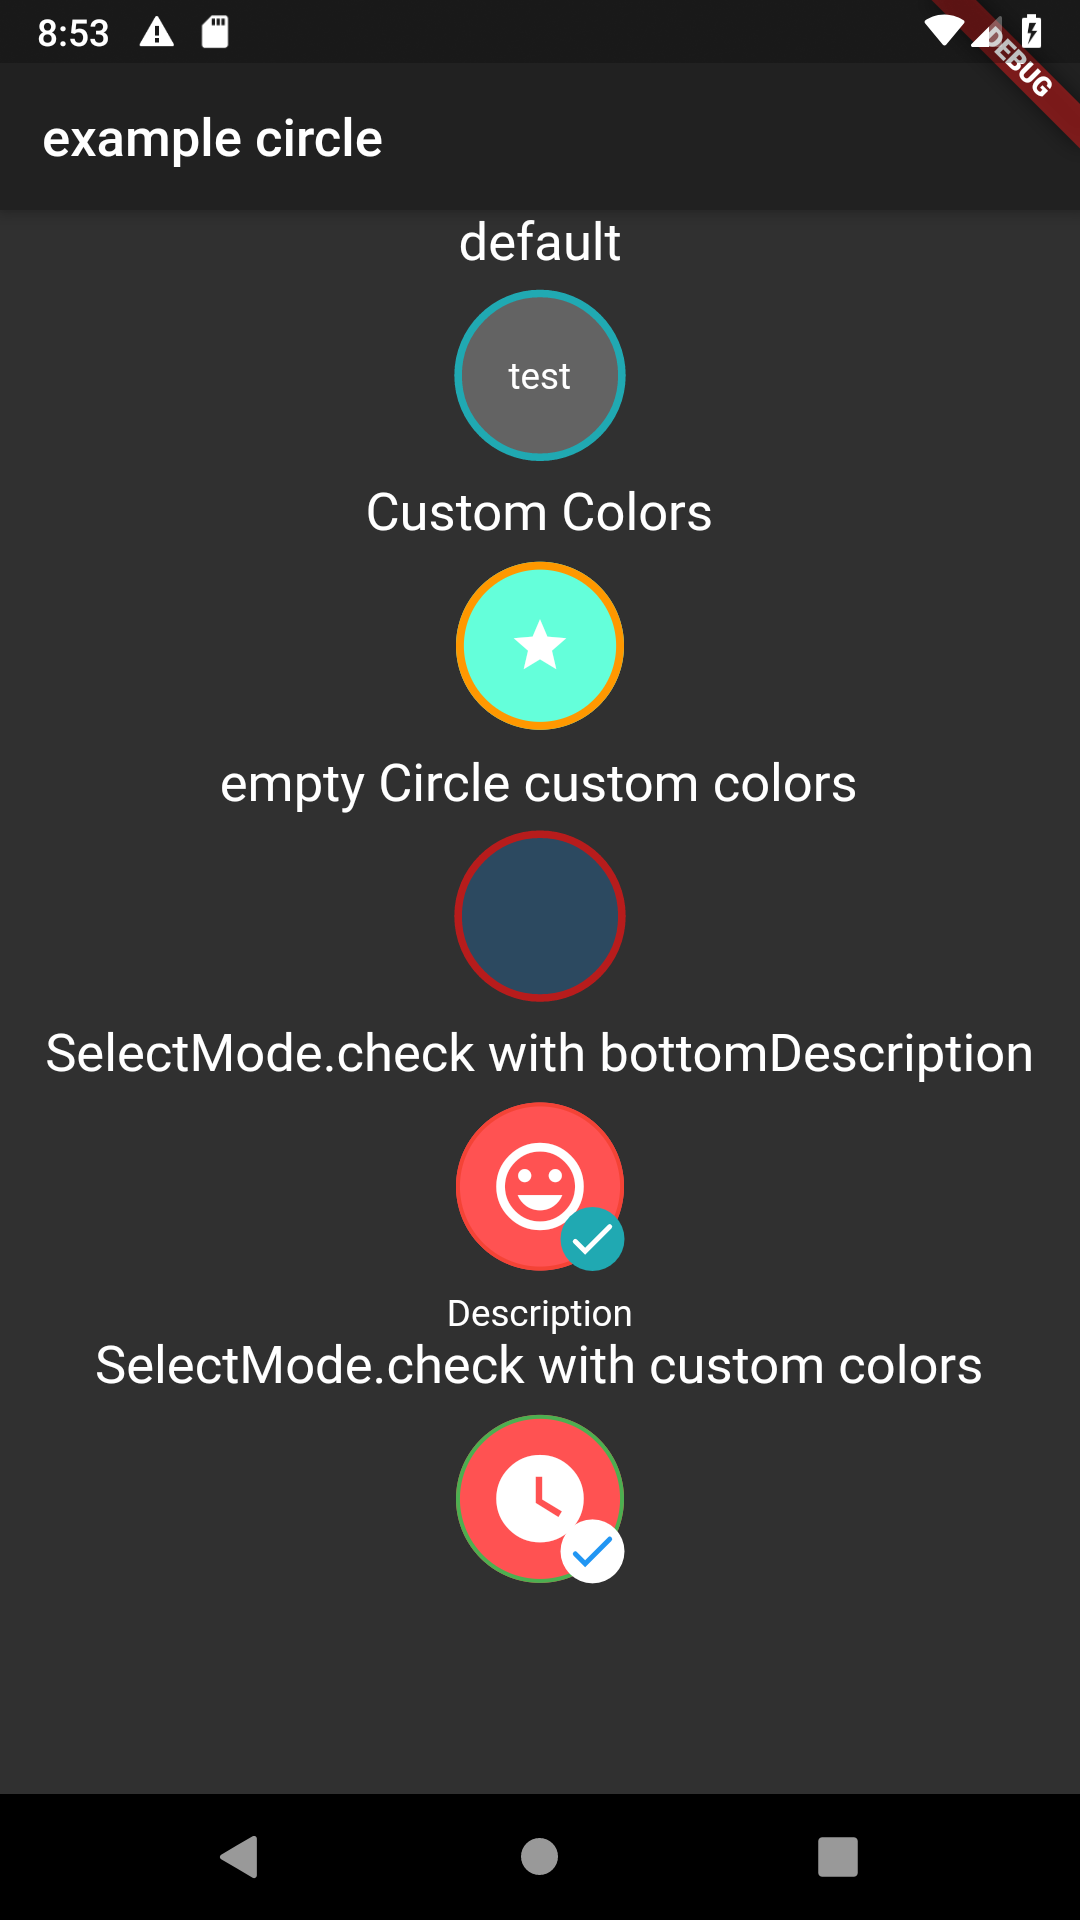 8:53
DEBUG
example circle
default
test
Custom Colors
empty Circle custom colors
SelectMode.check with bottomDescription
Description
SelectMode.check with custom colors